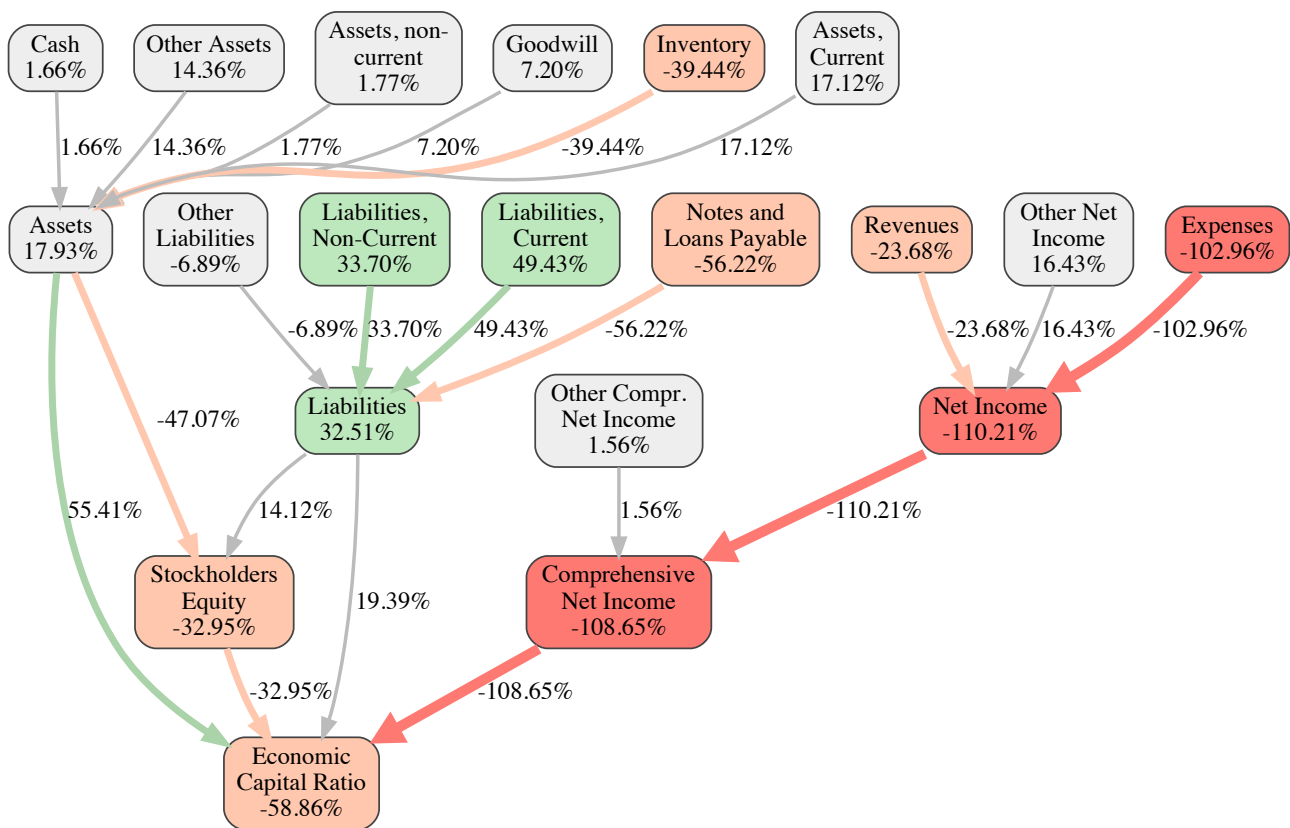 Cash
1.66%
Other Assets
14.36%
Assets, non-
current
1.77%
Goodwill
7.20%
Inventory
-39.44%
Assets,
Current
17.12%
1.66%
14.36%
1.77%
7.20%
-39.44%
17.12%
Assets
17.93%
Other
Liabilities
-6.89%
Liabilities,
Non-Current
33.70%
Liabilities,
Current
49.43%
Notes and
Loans Payable
-56.22%
Revenues
-23.68%
Other Net
Income
16.43%
Expenses
-102.96%
-6.89%
33.70%
49.43%
-56.22%
-23.68%
16.43%
-102.96%
-47.07%
Liabilities
32.51%
Other Compr.
Net Income
1.56%
Net Income
-110.21%
55.41%
14.12%
1.56%
-110.21%
Stockholders
Equity
-32.95%
19.39%
Comprehensive
Net Income
-108.65%
-32.95%
-108.65%
Economic
Capital Ratio
-58.86%